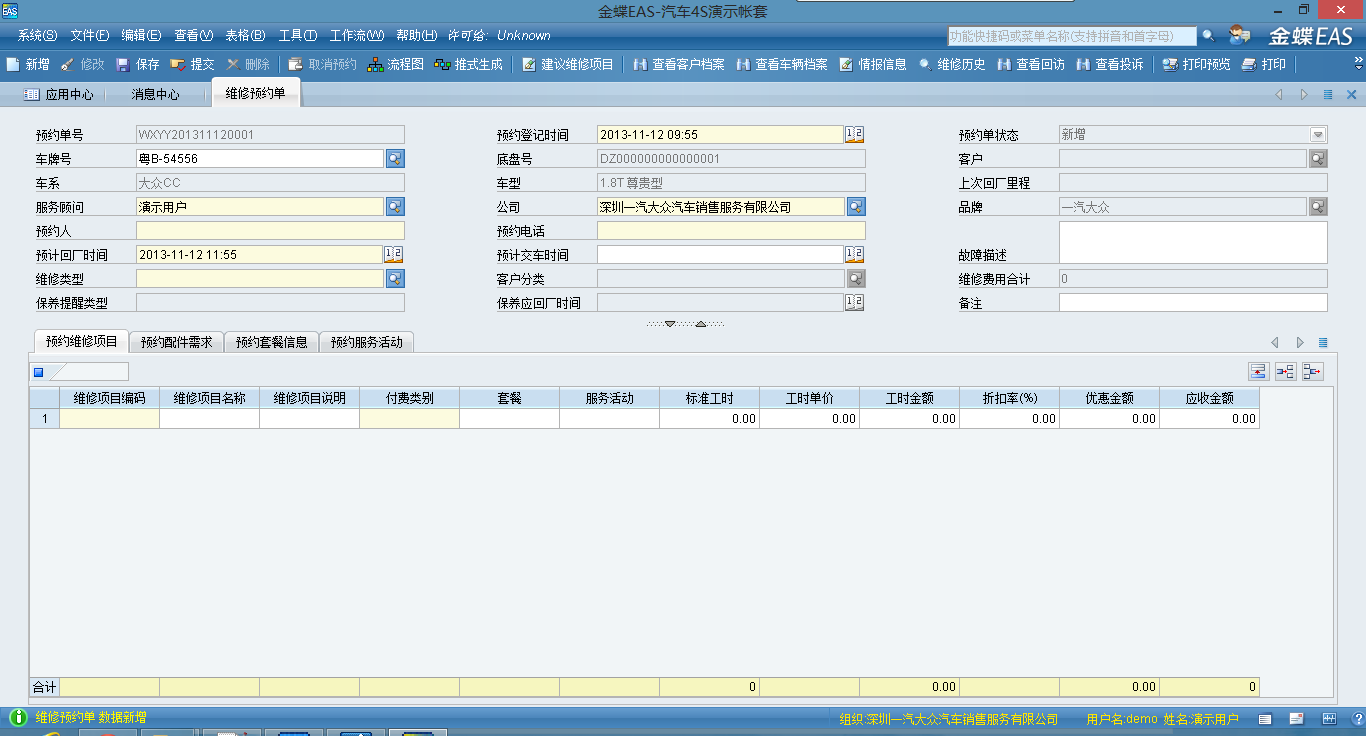 EAS 金蝶EAS-汽车4S演示帐套
系统(S) 文件(F) 编辑(E) 查看(V) 表格(B) 工具(T) 工作流(W) 帮助(H) 许可给: Unknown 功能快捷码或菜单名称(支持拼音和首字母) 金蝶EAS
新增 修改 保存 提交 删除 取消预约 流程图 推式生成 建议维修项目 查看客户档案 查看车辆档案 情报信息 维修历史 查看回访 查看投诉 打印预览 打印
应用中心 消息中心 维修预约单
预约单号 WXYY201311120001 预约登记时间 2013-11-12 09:55 预约单状态 新增
车牌号 粤B-54556 底盘号 DZ000000000000001 客户
车系 大众CC 车型 1.8T 尊贵型 上次回厂里程
服务顾问 演示用户 公司 深圳一汽大众汽车销售服务有限公司 品牌 一汽大众
预约人 预约电话
预计回厂时间 2013-11-12 11:55 预计交车时间 故障描述
维修类型 客户分类 维修费用合计 0
保养提醒类型 保养应回厂时间 备注
预约维修项目 预约配件需求 预约套餐信息 预约服务活动
维修项目编码 维修项目名称 维修项目说明 付费类别 套餐 服务活动 标准工时 工时单价 工时金额 折扣率(%) 优惠金额 应收金额
1 0.00 0.00 0.00 0.00 0.00 0.00
合计 0 0.00 0.00 0
维修预约单 数据新增 组织:深圳一汽大众汽车销售服务有限公司 用户名:demo 姓名:演示用户